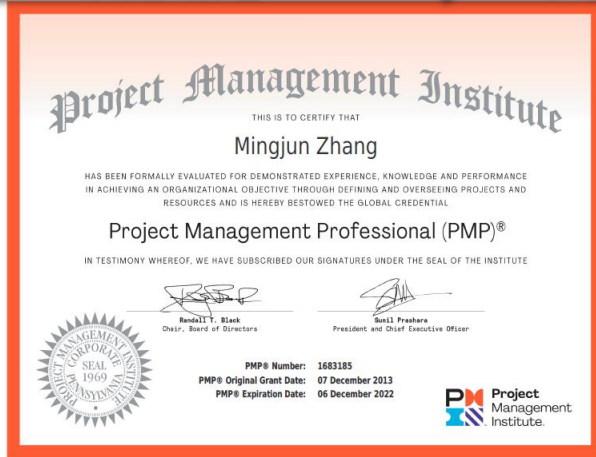 Project Management Institute
THIS IS TO CERTIFY THAT
Mingjun Zhang
HAS BEEN FORMALLY EVALUATED FOR DEMONSTRATED EXPERIENCE, KNOWLEDGE AND PERFORMANCE
IN ACHIEVING AN ORGANIZATIONAL OBJECTIVE THROUGH DEFINING AND OVERSEEING PROJECTS AND
RESOURCES AND IS HEREBY BESTOWED THE GLOBAL CREDENTIAL
Project Management Professional (PMP)®
IN TESTIMONY WHEREOF, WE HAVE SUBSCRIBED OUR SIGNATURES UNDER THE SEAL OF THE INSTITUTE
Randall T. Black
Chair, Board of Directors
Sunil Prashara
President and Chief Executive Officer
PROJECT MANAGEMENT INSTITUTE
CORPORATE
SEAL
1969
PENNSYLVANIA
PMP® Number: 1683185
PMP® Original Grant Date: 07 December 2013
PMP® Expiration Date: 06 December 2022
Project
Management
Institute.